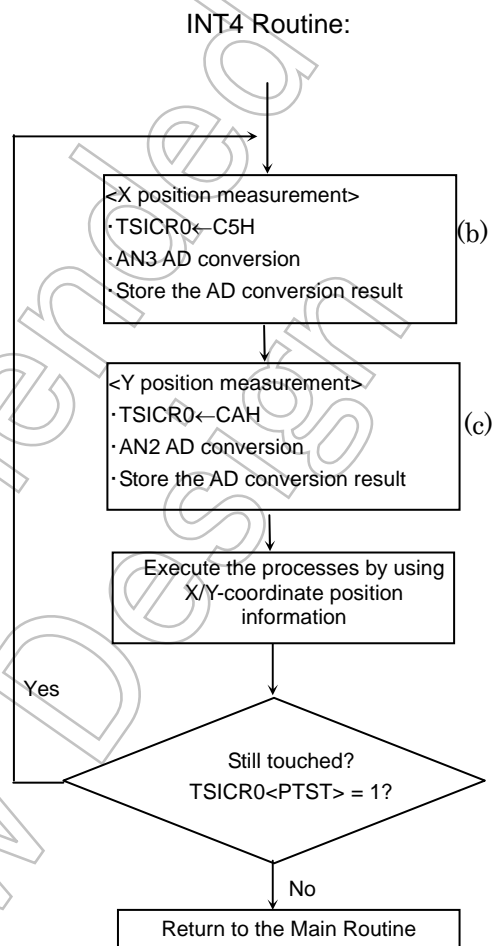 INT4 Routine:
<X position measurement>
・TSICR0←C5H
・AN3 AD conversion
・Store the AD conversion result
(b)
<Y position measurement>
・TSICR0←CAH
・AN2 AD conversion
・Store the AD conversion result
(c)
Execute the processes by using
X/Y-coordinate position
information
Yes
Still touched?
TSICR0<PTST> = 1?
No
Return to the Main Routine